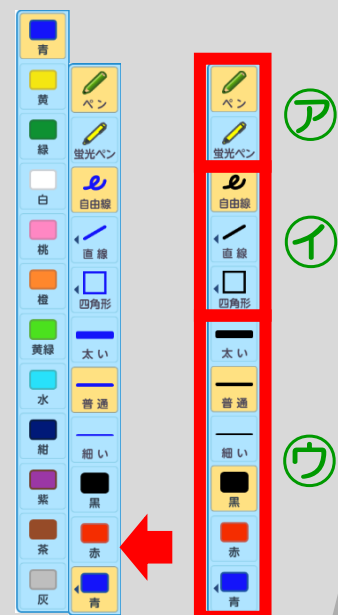 青
黄
緑
白
桃
橙
黄緑
水
紺
紫
茶
灰
ペン
蛍光ペン
自由線
直線
四角形
太い
普通
細い
黒
赤
青
ペン
蛍光ペン
自由線
直線
四角形
太い
普通
細い
黒
赤
青
ア
イ
ウ